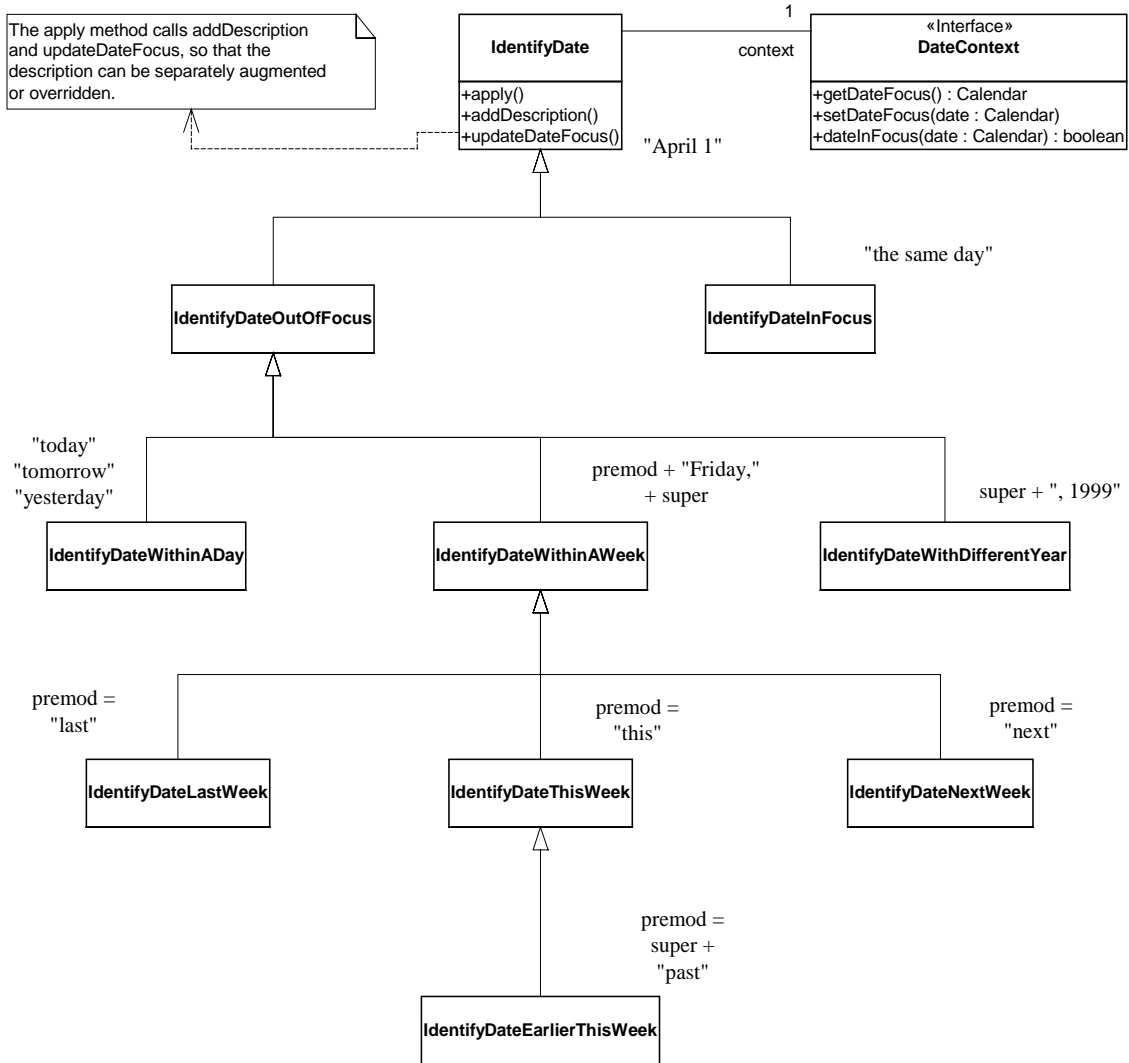 The apply method calls addDescription
and updateDateFocus, so that the
description can be separately augmented
or overridden.
IdentifyDate
+apply()
+addDescription()
+updateDateFocus()
1
context
«Interface»
DateContext
+getDateFocus() : Calendar
+setDateFocus(date : Calendar)
+dateInFocus(date : Calendar) : boolean
"April 1"
"the same day"
IdentifyDateOutOfFocus
IdentifyDateInFocus
"today"
"tomorrow"
"yesterday"
premod + "Friday,"
+ super
super + ", 1999"
IdentifyDateWithinADay
IdentifyDateWithinAWeek
IdentifyDateWithDifferentYear
premod =
"last"
premod =
"this"
premod =
"next"
IdentifyDateLastWeek
IdentifyDateThisWeek
IdentifyDateNextWeek
premod =
super +
"past"
IdentifyDateEarlierThisWeek